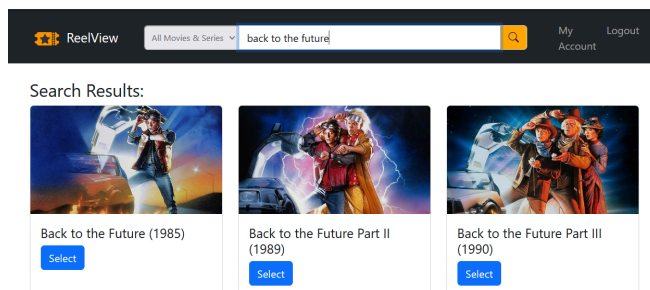 ReelView
All Movies & Series
back to the future
My
Account
Logout
Search Results:
Back to the Future (1985)
Select
Back to the Future Part II
(1989)
Select
Back to the Future Part III
(1990)
Select